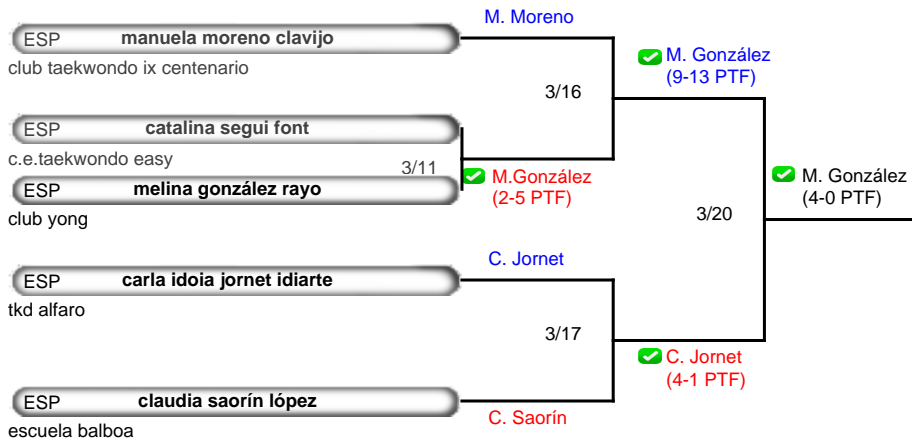 M. Moreno
ESP manuela moreno clavijo
club taekwondo ix centenario
M. González
(9-13 PTF)
3/16
ESP catalina segui font
c.e.taekwondo easy
3/11
M.González
(2-5 PTF)
ESP melina gonzález rayo
club yong
M. González
(4-0 PTF)
3/20
C. Jornet
ESP carla idoia jornet idiarte
tkd alfaro
3/17
C. Jornet
(4-1 PTF)
ESP claudia saorín lópez
C. Saorín
escuela balboa